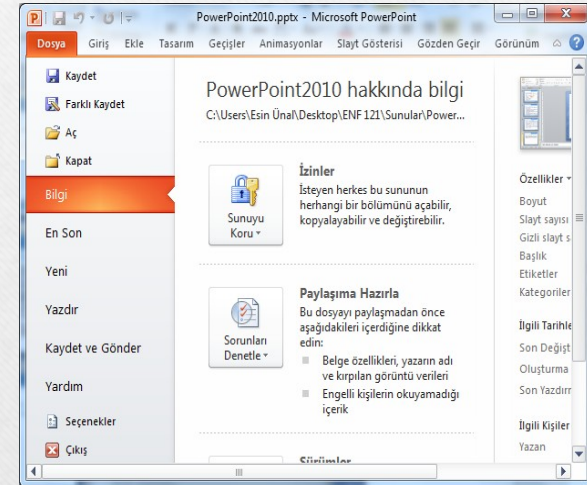 PowerPoint2010.pptx - Microsoft PowerPoint
Dosya Giriş Ekle Tasarım Geçişler Animasyonlar Slayt Gösterisi Gözden Geçir Görünüm
Kaydet
Farklı Kaydet
Aç
Kapat
Bilgi
En Son
Yeni
Yazdır
Kaydet ve Gönder
Yardım
Seçenekler
Çıkış
PowerPoint2010 hakkında bilgi
C:\Users\Esin Ünal\Desktop\ENF 121\Sunular\Power...
Sunuyu
Koru
İzinler
İsteyen herkes bu sununun
herhangi bir bölümünü açabilir,
kopyalayabilir ve değiştirebilir.
Sorunları
Denetle
Paylaşıma Hazırla
Bu dosyayı paylaşmadan önce
aşağıdakileri içerdiğine dikkat
edin:
Belge özellikleri, yazarın adı
ve kırpılan görüntü verileri
Engelli kişilerin okuyamadığı
içerik
Sürümler
Özellikler
Boyut
Slayt sayısı
Gizli slayt s
Başlık
Etiketler
Kategoriler
İlgili Tarihle
Son Değişt
Oluşturma
Son Yazdırr
İlgili Kişiler
Yazan